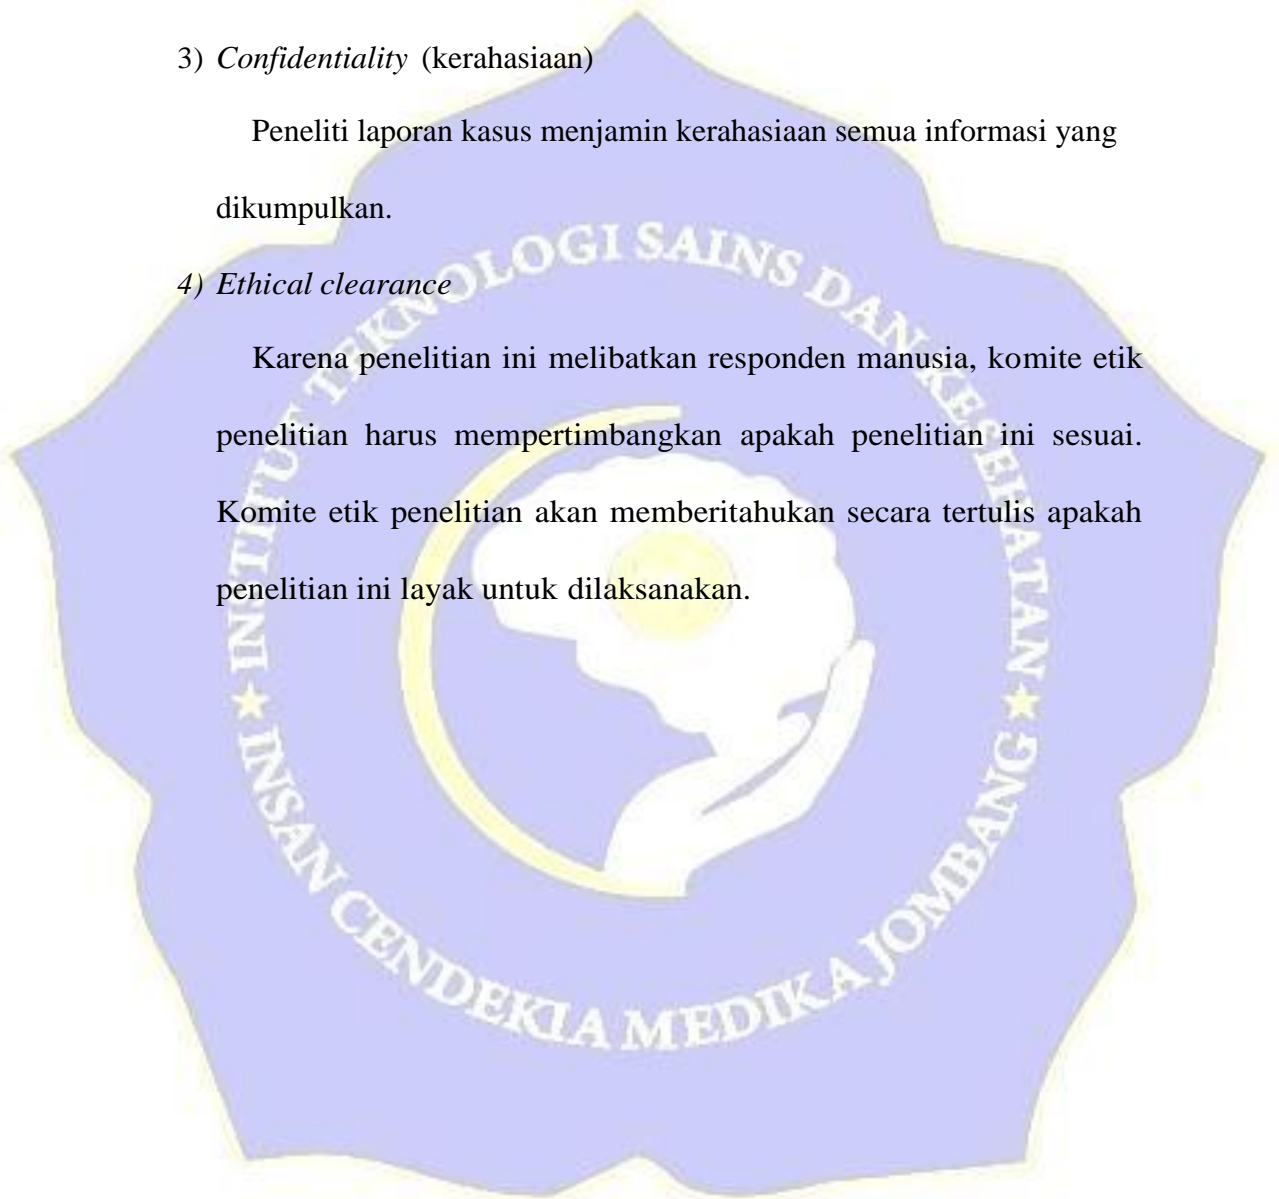 3) Confidentiality (kerahasiaan)
Peneliti laporan kasus menjamin kerahasiaan semua informasi yang
dikumpulkan.
4) Ethical clearance
Karena penelitian ini melibatkan responden manusia, komite etik
penelitian harus mempertimbangkan apakah penelitian ini sesuai.
Komite etik penelitian akan memberitahukan secara tertulis apakah
penelitian ini layak untuk dilaksanakan.
INSTITUT TEKNOLOGI SAINS DAN KESEHATAN
INSAN CENDEKIA MEDIKA JOMBANG